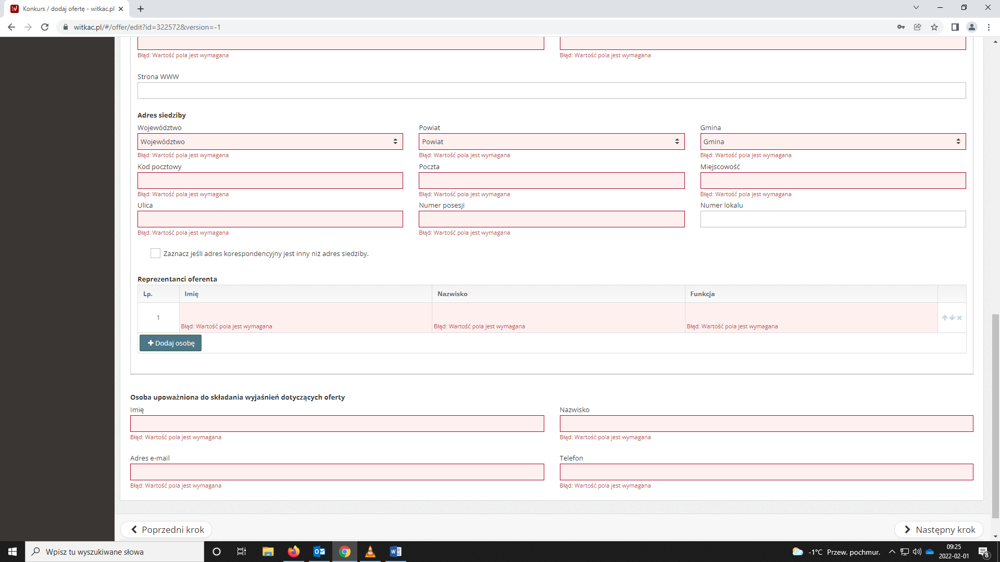 Konkurs / dodaj ofertę - witkac.pl
witkac.pl/#/offer/edit?id=322572&version=-1
Błąd: Wartość pola jest wymagana Błąd: Wartość pola jest wymagana
Strona WWW
Adres siedziby
Województwo Powiat Gmina
Województwo Powiat Gmina
Błąd: Wartość pola jest wymagana Błąd: Wartość pola jest wymagana Błąd: Wartość pola jest wymagana
Kod pocztowy Poczta Miejscowość
Błąd: Wartość pola jest wymagana Błąd: Wartość pola jest wymagana Błąd: Wartość pola jest wymagana
Ulica Numer posesji Numer lokalu
Błąd: Wartość pola jest wymagana Błąd: Wartość pola jest wymagana
Zaznacz jeśli adres korespondencyjny jest inny niż adres siedziby.
Reprezentanci oferenta
Lp. Imię Nazwisko Funkcja
1
Błąd: Wartość pola jest wymagana Błąd: Wartość pola jest wymagana Błąd: Wartość pola jest wymagana
Dodaj osobę
Osoba upoważniona do składania wyjaśnień dotyczących oferty
Imię Nazwisko
Błąd: Wartość pola jest wymagana Błąd: Wartość pola jest wymagana
Adres e-mail Telefon
Błąd: Wartość pola jest wymagana Błąd: Wartość pola jest wymagana
Poprzedni krok Następny krok
Wpisz tu wyszukiwane słowa
-1°C Przew. pochmur.
09:25
2022-02-01
8